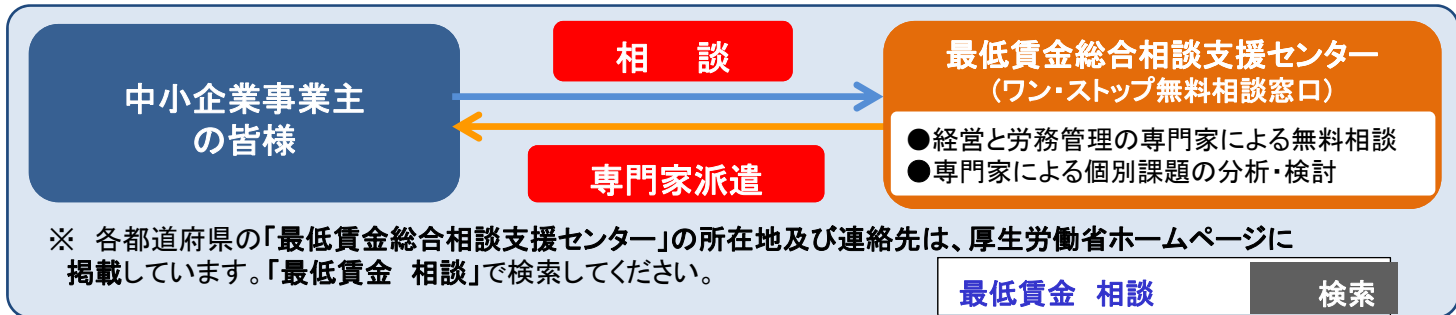 中小企業事業主
の皆様
相　談
専門家派遣
最低賃金総合相談支援センター
(ワン・ストップ無料相談窓口)
●経営と労務管理の専門家による無料相談
●専門家による個別課題の分析・検討
※　各都道府県の「最低賃金総合相談支援センター」の所在地及び連絡先は、厚生労働省ホームページに
掲載しています。「最低賃金　相談」で検索してください。
最低賃金　相談　検索